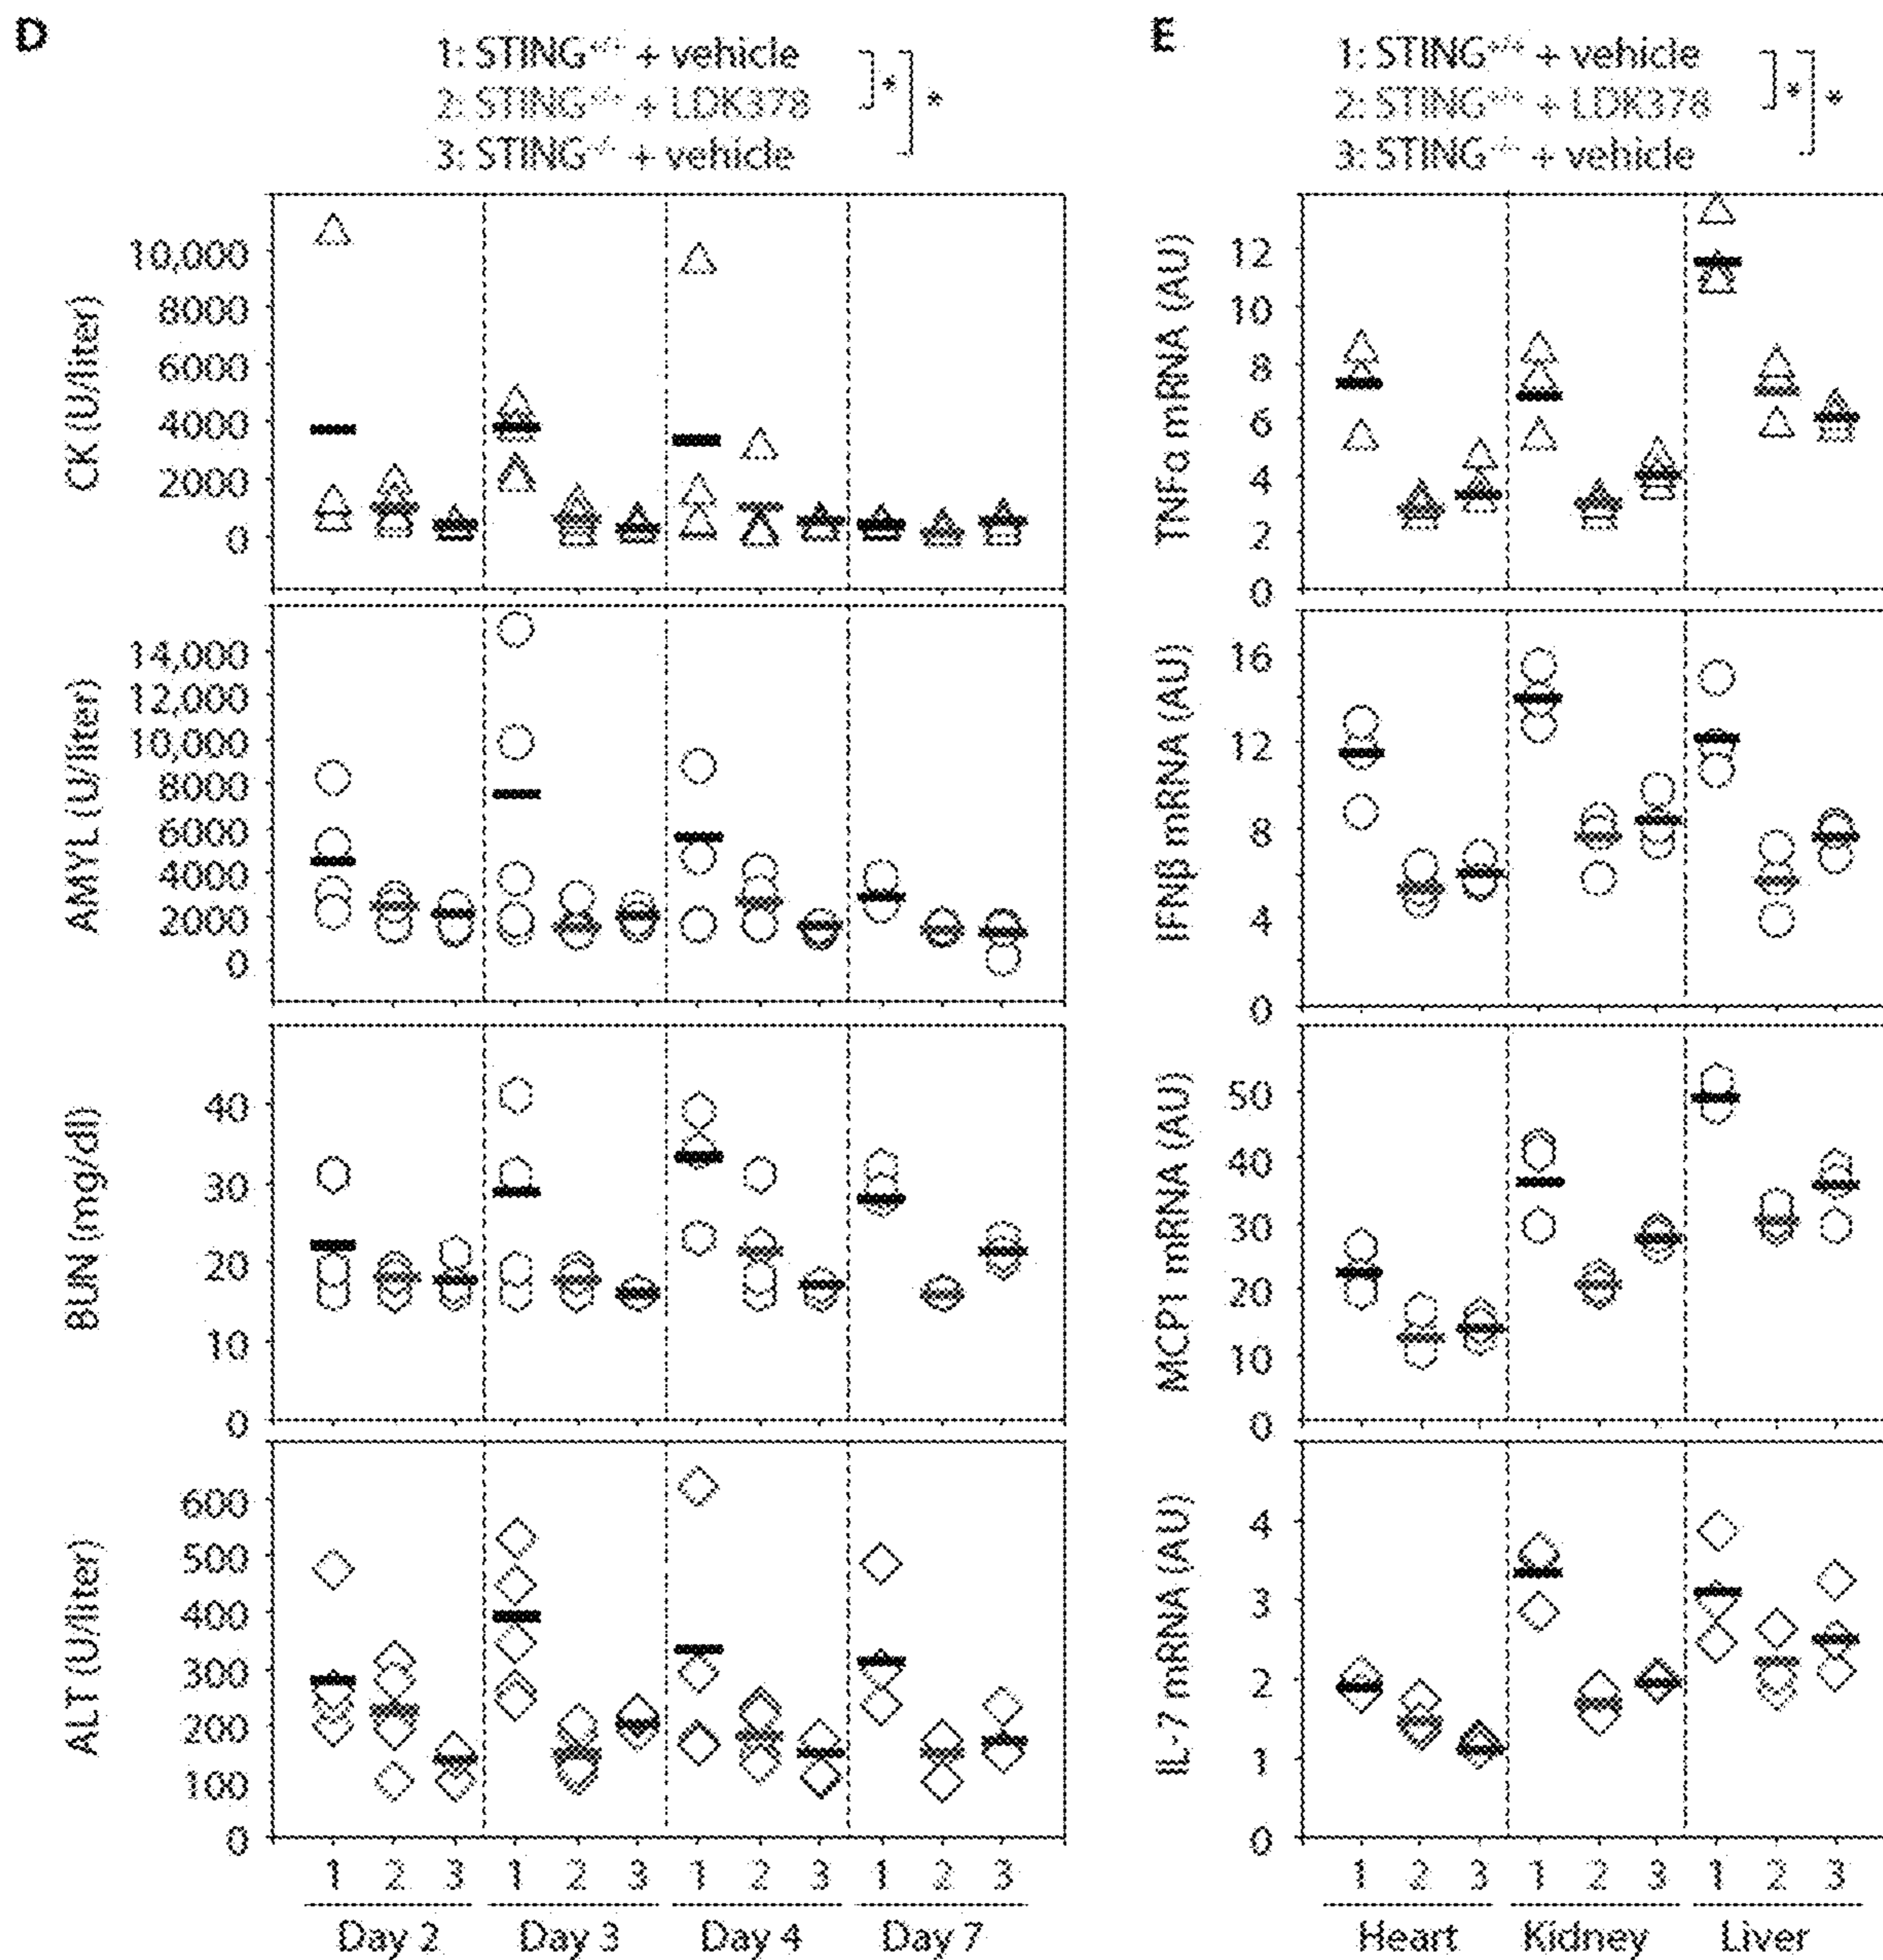 D
1: STING+/+ + vehicle
2: STING+/+ + LDK378
3: STING-/- + vehicle
*
*
CK (U/liter)
10,000
8000
6000
4000
2000
0
AMYL (U/liter)
14,000
12,000
10,000
8000
6000
4000
2000
0
BUN (mg/dl)
40
30
20
10
0
ALT (U/liter)
600
500
400
300
200
100
0
1 2 3 1 2 3 1 2 3 1 2 3
Day 2 Day 3 Day 4 Day 7
E
1: STING+/+ + vehicle
2: STING+/+ + LDK378
3: STING-/- + vehicle
*
*
TNFα mRNA (AU)
12
10
8
6
4
2
0
IFNβ mRNA (AU)
16
12
8
4
0
MCP1 mRNA (AU)
50
40
30
20
10
0
IL-7 mRNA (AU)
4
3
2
1
0
1 2 3 1 2 3 1 2 3
Heart Kidney Liver